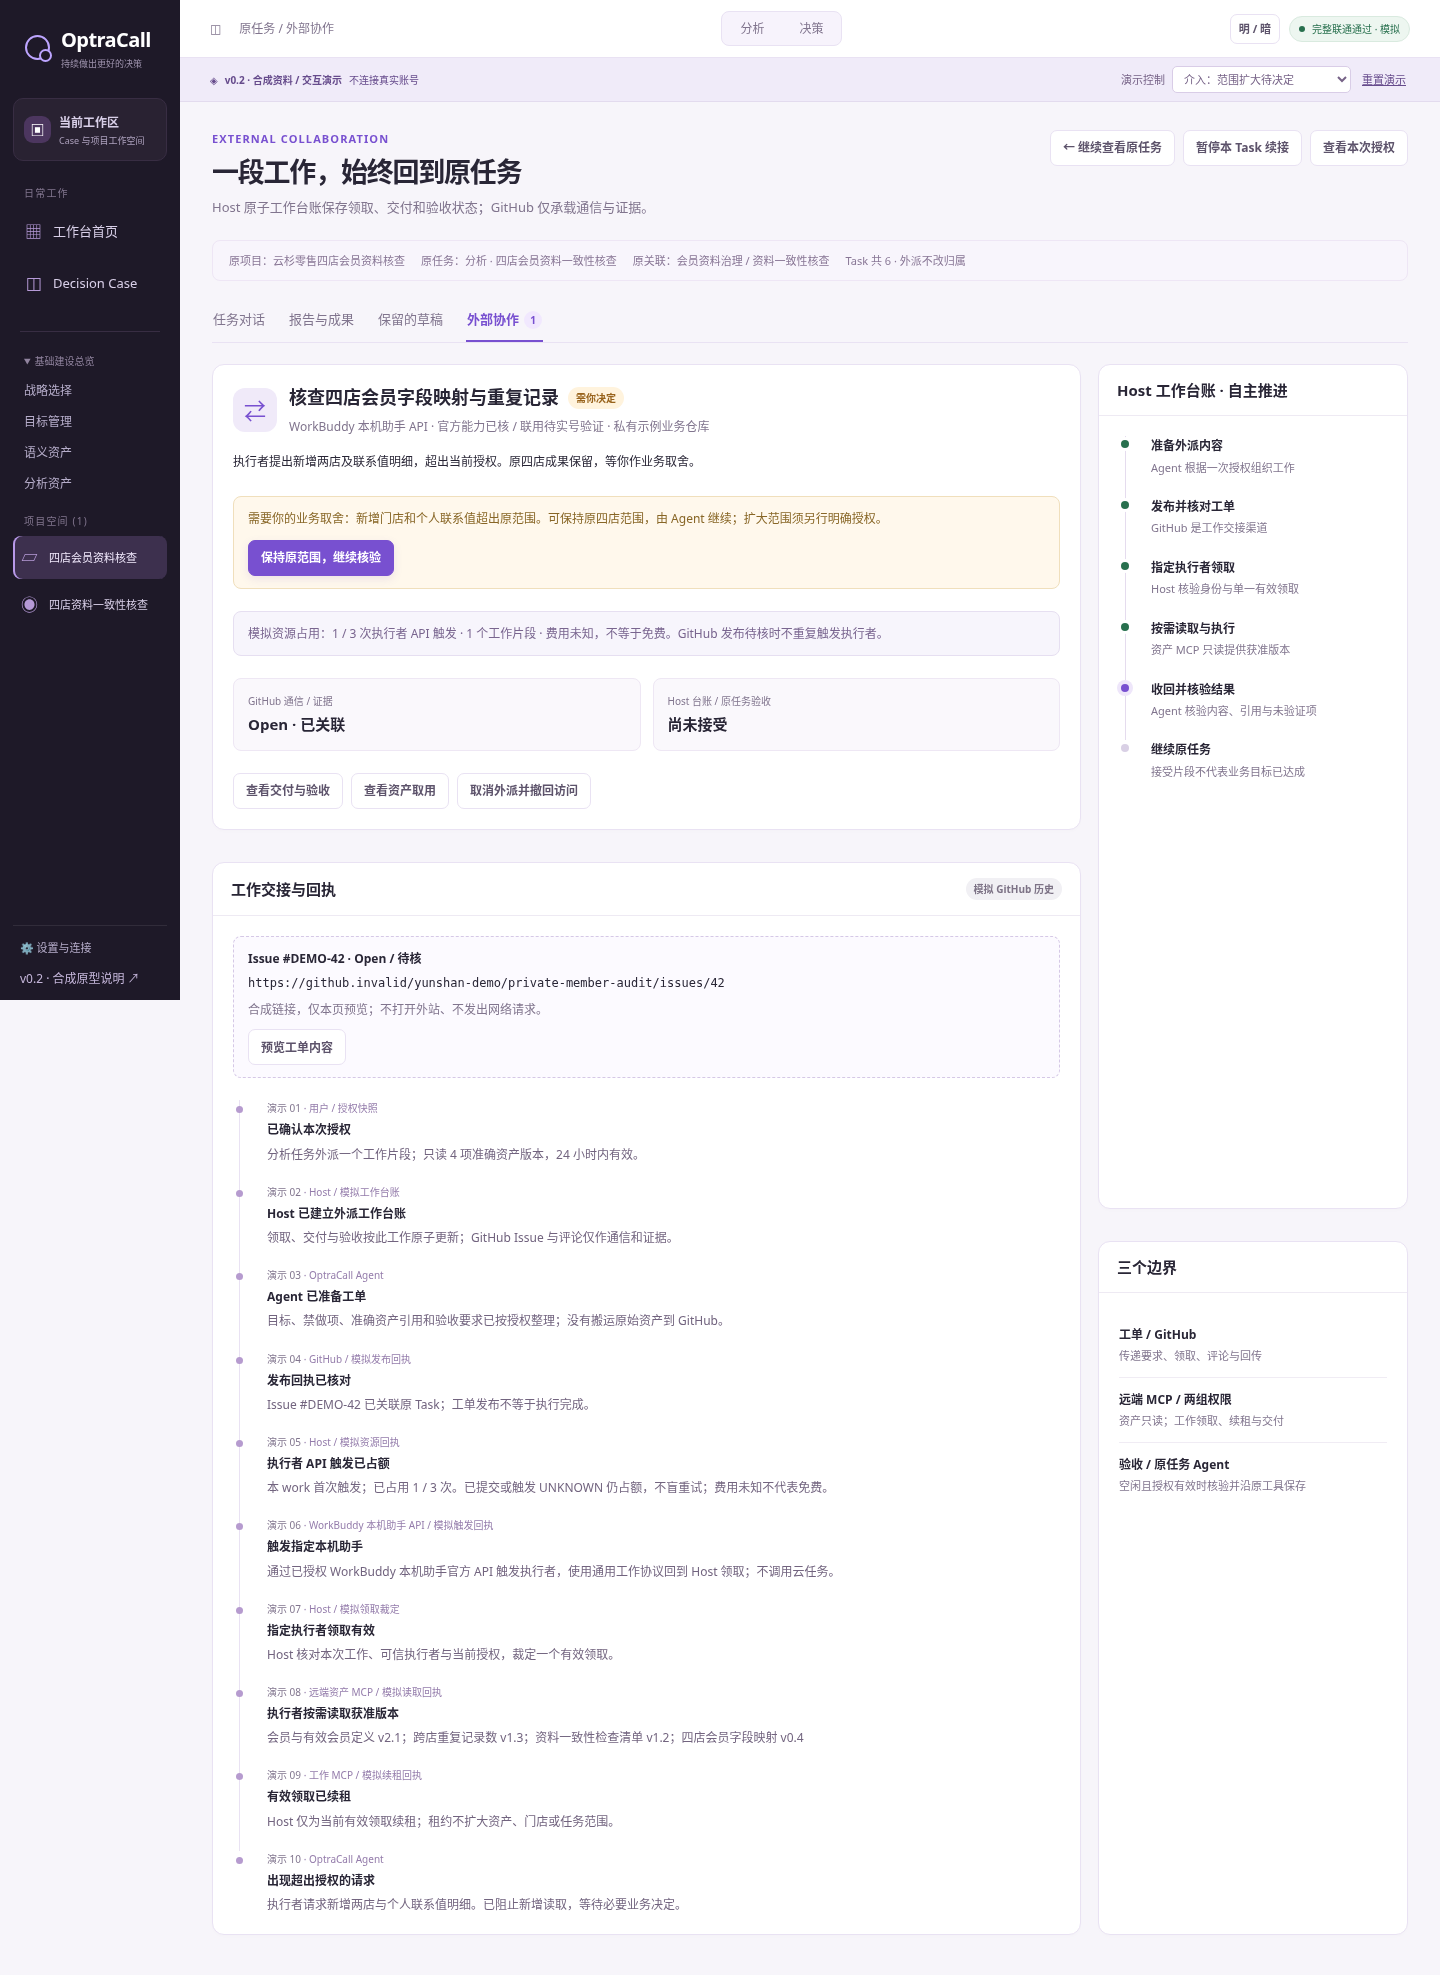 OptraCall
持续做出更好的决策
当前工作区
Case 与项目工作空间
日常工作
工作台首页
Decision Case
▼ 基础建设总览
战略选择
目标管理
语义资产
分析资产
项目空间 (1)
四店会员资料核查
四店资料一致性核查
⚙️ 设置与连接
v0.2 · 合成原型说明 ↗
原任务 / 外部协作
分析 决策
明 / 暗
完整联通通过 · 模拟
◈ v0.2 · 合成资料 / 交互演示 不连接真实账号
演示控制 介入：范围扩大待决定 重置演示
EXTERNAL COLLABORATION
一段工作，始终回到原任务
Host 原子工作台账保存领取、交付和验收状态；GitHub 仅承载通信与证据。
← 继续查看原任务 暂停本 Task 续接 查看本次授权
原项目：云杉零售四店会员资料核查 原任务：分析 · 四店会员资料一致性核查 原关联：会员资料治理 / 资料一致性核查 Task 共 6 · 外派不改归属
任务对话 报告与成果 保留的草稿 外部协作 1
核查四店会员字段映射与重复记录 需你决定
WorkBuddy 本机助手 API · 官方能力已核 / 联用待实号验证 · 私有示例业务仓库
执行者提出新增两店及联系值明细，超出当前授权。原四店成果保留，等你作业务取舍。
需要你的业务取舍：新增门店和个人联系值超出原范围。可保持原四店范围，由 Agent 继续；扩大范围须另行明确授权。
保持原范围，继续核验
模拟资源占用：1 / 3 次执行者 API 触发 · 1 个工作片段 · 费用未知，不等于免费。GitHub 发布待核时不重复触发执行者。
GitHub 通信 / 证据
Open · 已关联
Host 台账 / 原任务验收
尚未接受
查看交付与验收 查看资产取用 取消外派并撤回访问
Host 工作台账 · 自主推进
准备外派内容
Agent 根据一次授权组织工作
发布并核对工单
GitHub 是工作交接渠道
指定执行者领取
Host 核验身份与单一有效领取
按需读取与执行
资产 MCP 只读提供获准版本
收回并核验结果
Agent 核验内容、引用与未验证项
继续原任务
接受片段不代表业务目标已达成
工作交接与回执
模拟 GitHub 历史
Issue #DEMO-42 · Open / 待核
https://github.invalid/yunshan-demo/private-member-audit/issues/42
合成链接，仅本页预览；不打开外站、不发出网络请求。
预览工单内容
演示 01 · 用户 / 授权快照
已确认本次授权
分析任务外派一个工作片段；只读 4 项准确资产版本，24 小时内有效。
演示 02 · Host / 模拟工作台账
Host 已建立外派工作台账
领取、交付与验收按此工作原子更新；GitHub Issue 与评论仅作通信和证据。
演示 03 · OptraCall Agent
Agent 已准备工单
目标、禁做项、准确资产引用和验收要求已按授权整理；没有搬运原始资产到 GitHub。
演示 04 · GitHub / 模拟发布回执
发布回执已核对
Issue #DEMO-42 已关联原 Task；工单发布不等于执行完成。
演示 05 · Host / 模拟资源回执
执行者 API 触发已占额
本 work 首次触发；已占用 1 / 3 次。已提交或触发 UNKNOWN 仍占额，不盲重试；费用未知不代表免费。
演示 06 · WorkBuddy 本机助手 API / 模拟触发回执
触发指定本机助手
通过已授权 WorkBuddy 本机助手官方 API 触发执行者，使用通用工作协议回到 Host 领取；不调用云任务。
演示 07 · Host / 模拟领取裁定
指定执行者领取有效
Host 核对本次工作、可信执行者与当前授权，裁定一个有效领取。
演示 08 · 远端资产 MCP / 模拟读取回执
执行者按需读取获准版本
会员与有效会员定义 v2.1；跨店重复记录数 v1.3；资料一致性检查清单 v1.2；四店会员字段映射 v0.4
演示 09 · 工作 MCP / 模拟续租回执
有效领取已续租
Host 仅为当前有效领取续租；租约不扩大资产、门店或任务范围。
演示 10 · OptraCall Agent
出现超出授权的请求
执行者请求新增两店与个人联系值明细。已阻止新增读取，等待必要业务决定。
三个边界
工单 / GitHub
传递要求、领取、评论与回传
远端 MCP / 两组权限
资产只读；工作领取、续租与交付
验收 / 原任务 Agent
空闲且授权有效时核验并沿原工具保存